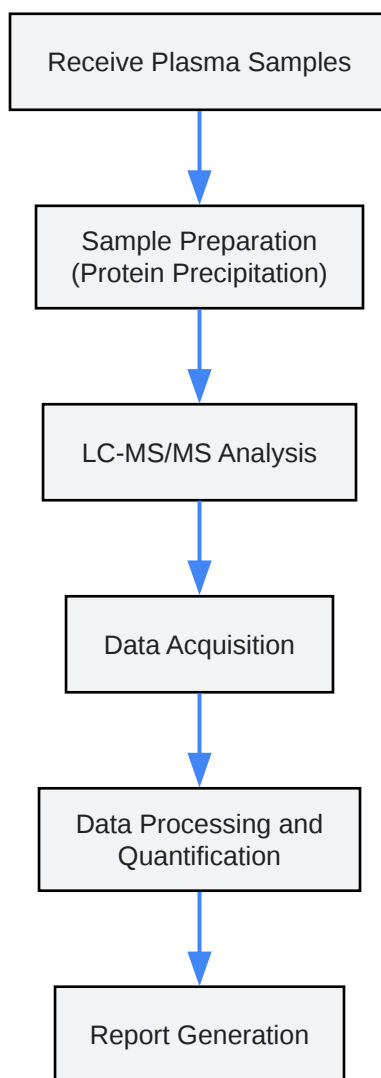 Receive Plasma Samples
Sample Preparation
(Protein Precipitation)
LC-MS/MS Analysis
Data Acquisition
Data Processing and
Quantification
Report Generation